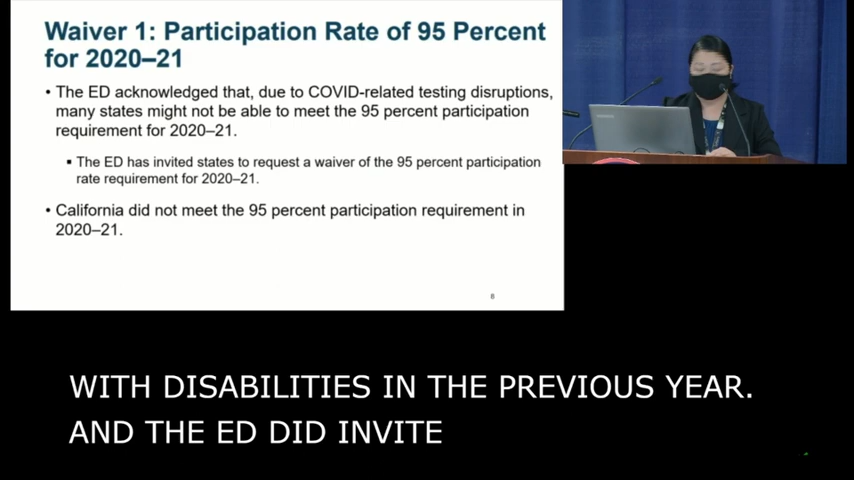 Waiver 1: Participation Rate of 95 Percent
for 2020–21
• The ED acknowledged that, due to COVID-related testing disruptions,
many states might not be able to meet the 95 percent participation
requirement for 2020–21.
▪ The ED has invited states to request a waiver of the 95 percent participation
rate requirement for 2020–21.
• California did not meet the 95 percent participation requirement in
2020–21.
8
WITH DISABILITIES IN THE PREVIOUS YEAR.
AND THE ED DID INVITE